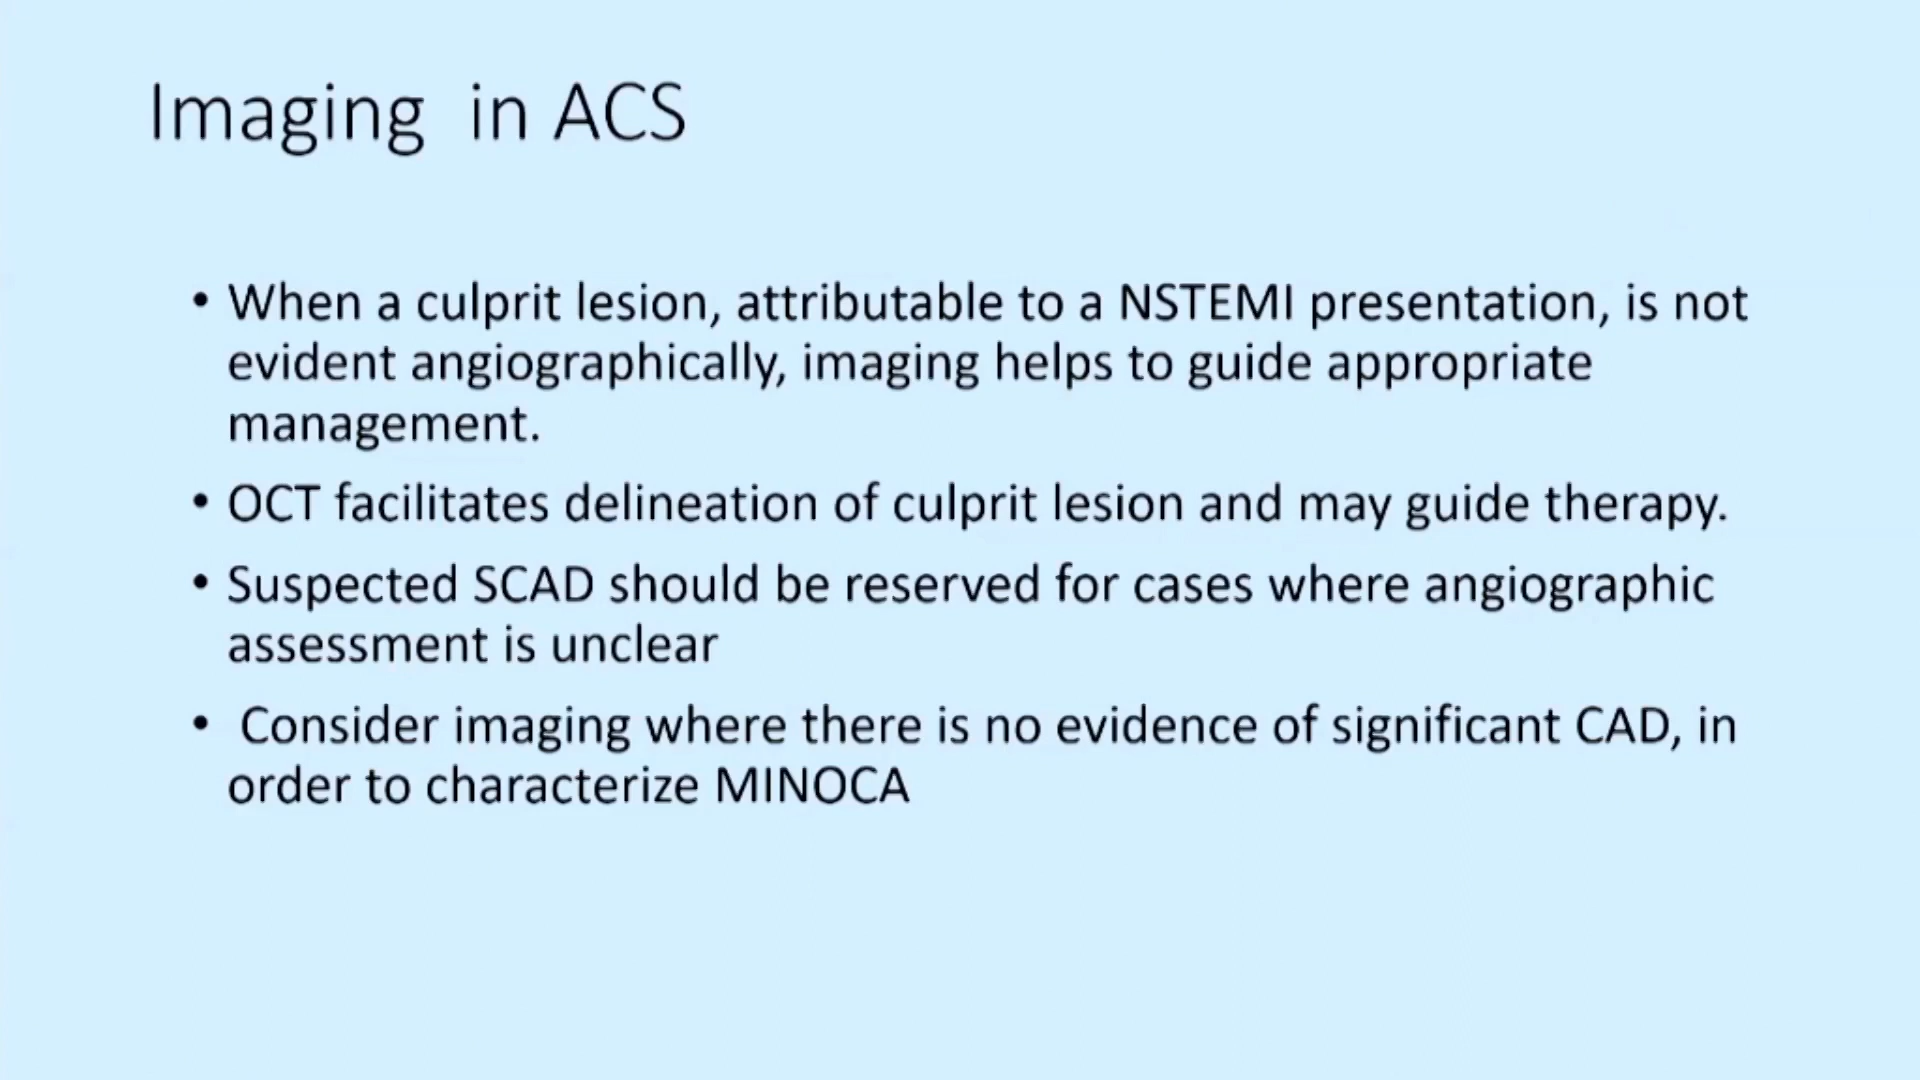 Imaging  in ACS
• When a culprit lesion, attributable to a NSTEMI presentation, is not
evident angiographically, imaging helps to guide appropriate
management.
• OCT facilitates delineation of culprit lesion and may guide therapy.
• Suspected SCAD should be reserved for cases where angiographic
assessment is unclear
•  Consider imaging where there is no evidence of significant CAD, in
order to characterize MINOCA